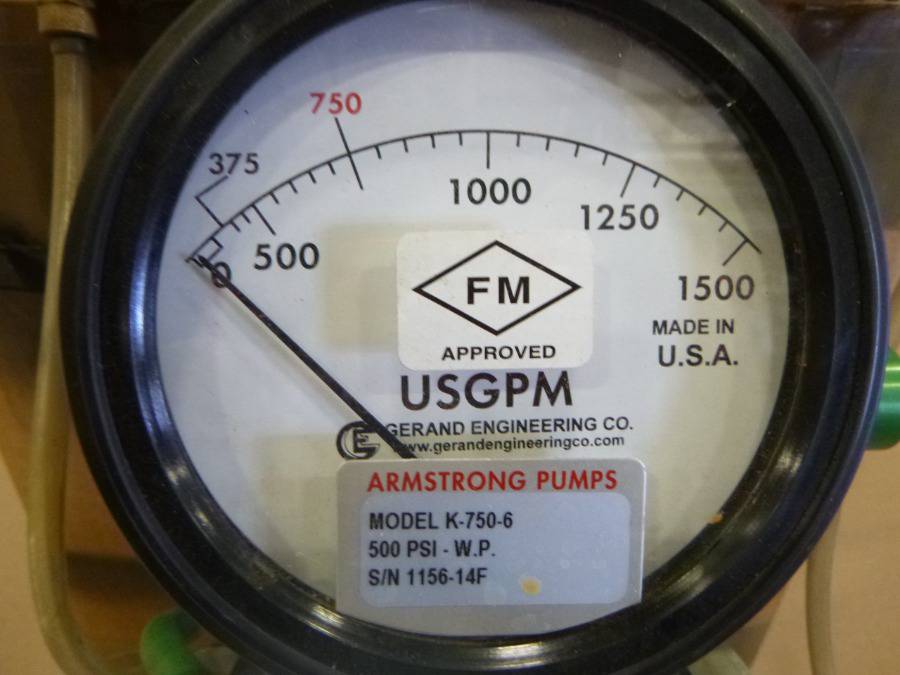 750
375
1000
1250
500
0
1500
FM
APPROVED
MADE IN
U.S.A.
USGPM
GE GERAND ENGINEERING CO.
www.gerandengineeringco.com
ARMSTRONG PUMPS
MODEL K-750-6
500 PSI - W.P.
S/N 1156-14F